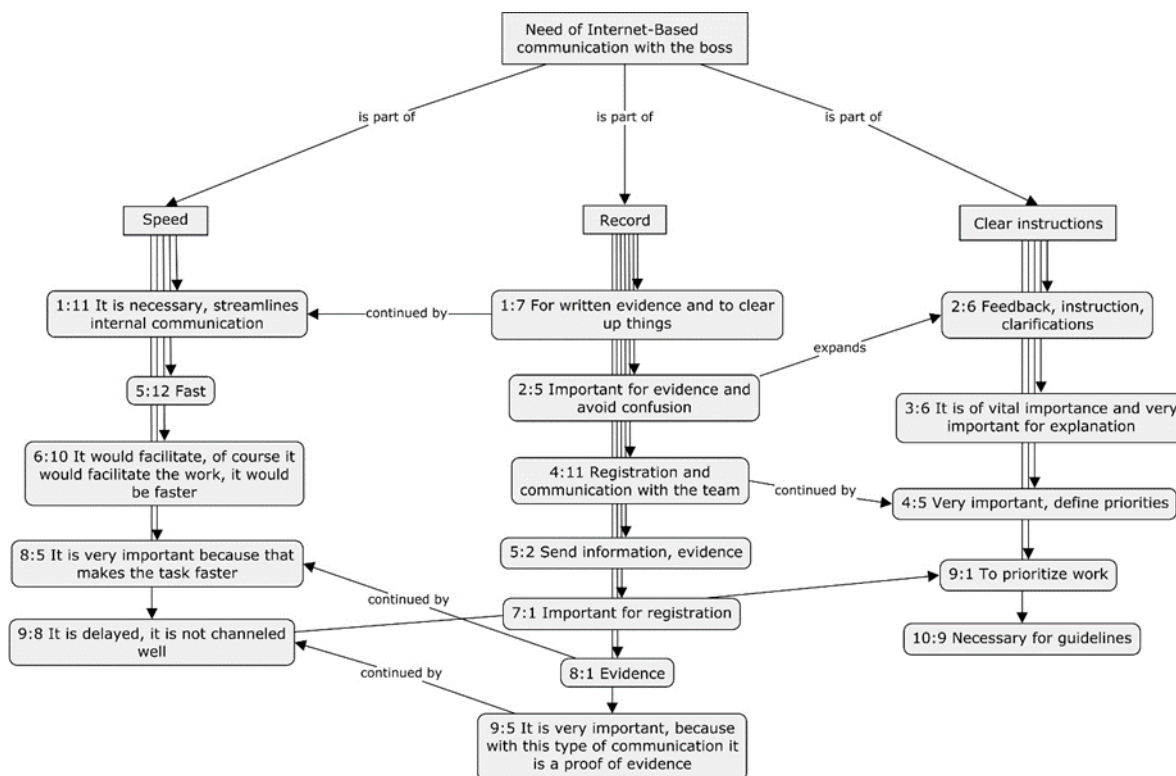 Need of Internet-Based
communication with the boss
is part of
is part of
is part of
Speed
Record
Clear instructions
1:11 It is necessary, streamlines
internal communication
continued by
1:7 For written evidence and to clear
up things
2:6 Feedback, instruction,
clarifications
expands
5:12 Fast
2:5 Important for evidence and
avoid confusion
3:6 It is of vital importance and very
important for explanation
6:10 It would facilitate, of course it
would facilitate the work, it would
be faster
4:11 Registration and
communication with the team
continued by
4:5 Very important, define priorities
8:5 It is very important because that
makes the task faster
5:2 Send information, evidence
9:1 To prioritize work
continued by
7:1 Important for registration
9:8 It is delayed, it is not channeled
well
10:9 Necessary for guidelines
continued by
8:1 Evidence
9:5 It is very important, because
with this type of communication it
is a proof of evidence